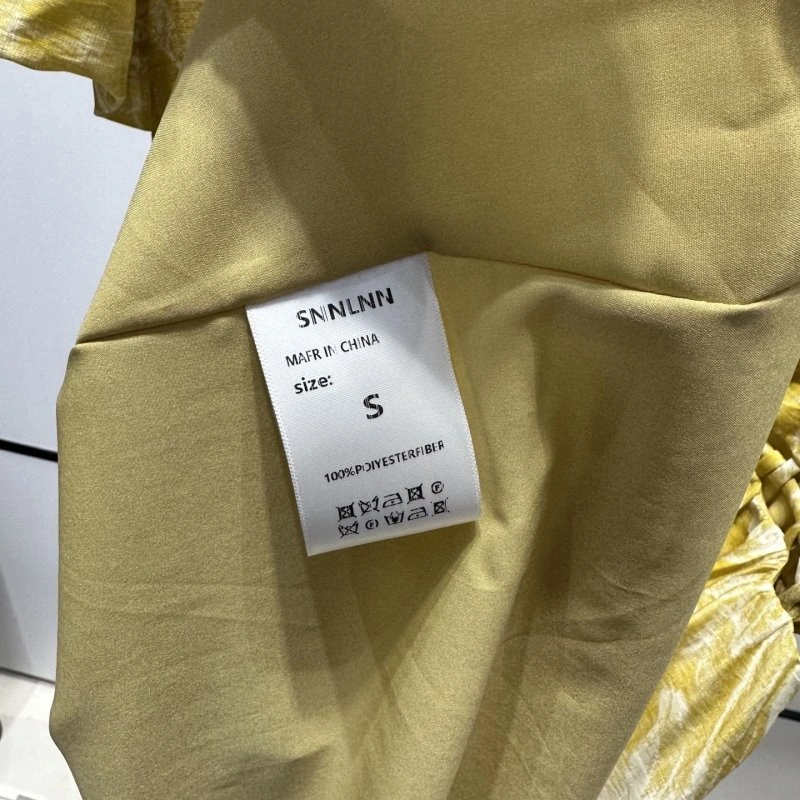 SNNLNN
MAFR IN CHINA
size:
S
100%POIYESTERFIBER